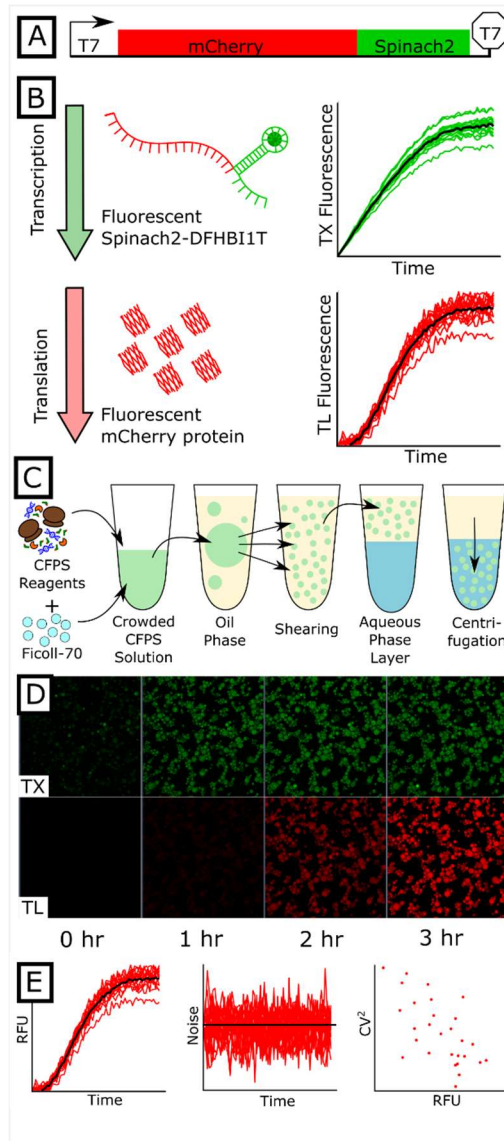 A
T7
mCherry
Spinach2
T7
B
Transcription
Fluorescent
Spinach2-DFHBI1T
TX Fluorescence
Time
Translation
Fluorescent
mCherry protein
TL Fluorescence
Time
C
CFPS
Reagents
+
Ficoll-70
Crowded
CFPS
Solution
Oil
Phase
Shearing
Aqueous
Phase
Layer
Centri-
fugation
D
TX
TL
0 hr
1 hr
2 hr
3 hr
E
RFU
Time
Noise
Time
CV²
RFU